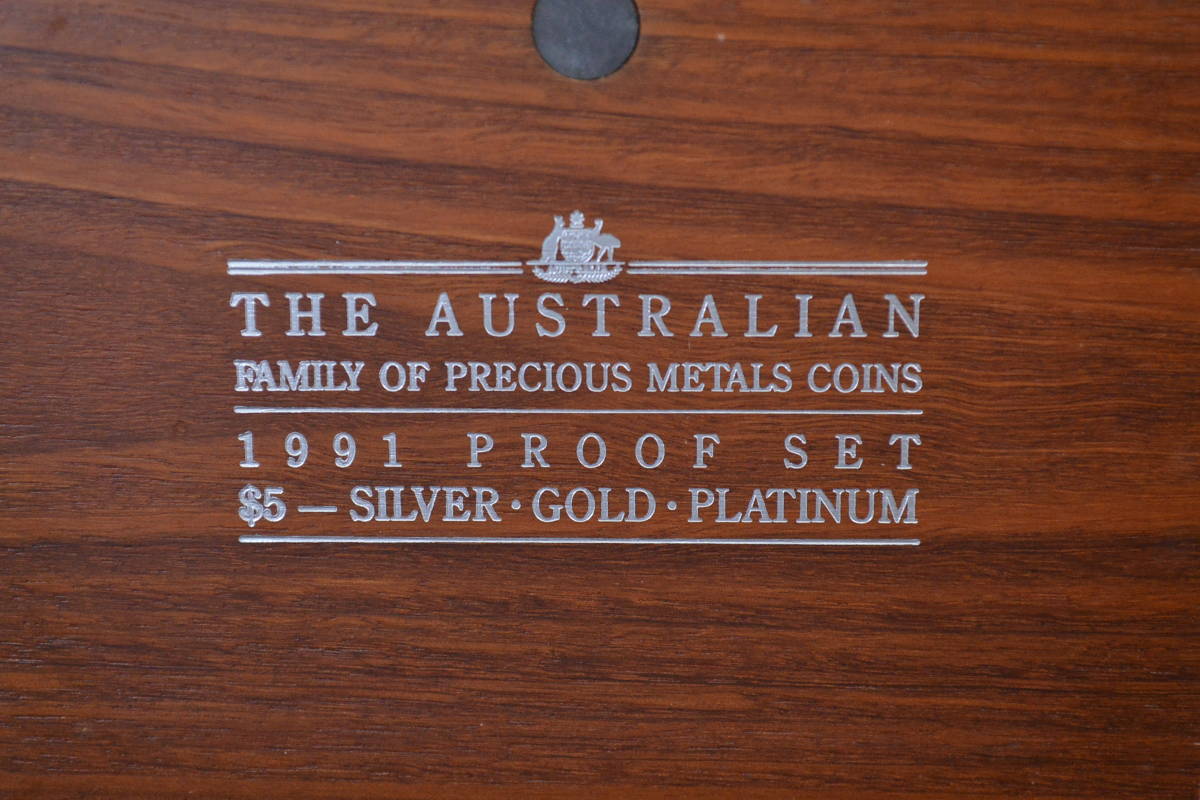 THE AUSTRALIAN
FAMILY OF PRECIOUS METALS COINS
1991 PROOF SET
$5 — SILVER · GOLD · PLATINUM